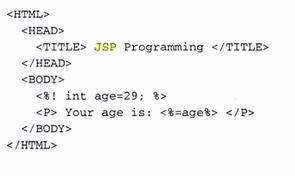 <HTML>
<HEAD>
<TITLE> JSP Programming </TITLE>
</HEAD>
<BODY>
<%! int age=29; %>
<P> Your age is: <%=age%> </P>
</BODY>
</HTML>